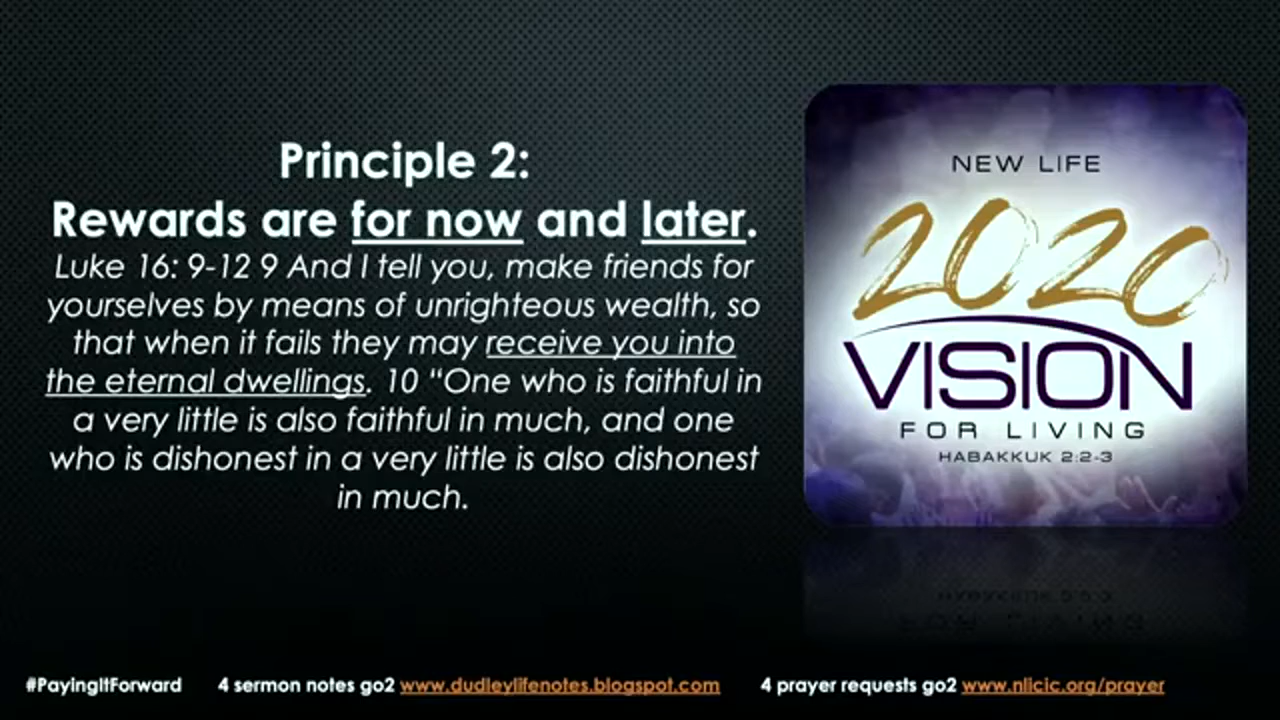 Principle 2:
Rewards are for now and later.
Luke 16: 9-12 9 And I tell you, make friends for
yourselves by means of unrighteous wealth, so
that when it fails they may receive you into
the eternal dwellings. 10 “One who is faithful in
a very little is also faithful in much, and one
who is dishonest in a very little is also dishonest
in much.
NEW LIFE
2020
VISION
FOR LIVING
HABAKKUK 2:2-3
#PayingItForward 4 sermon notes go2 www.dudleylifenotes.blogspot.com 4 prayer requests go2 www.nlicic.org/prayer